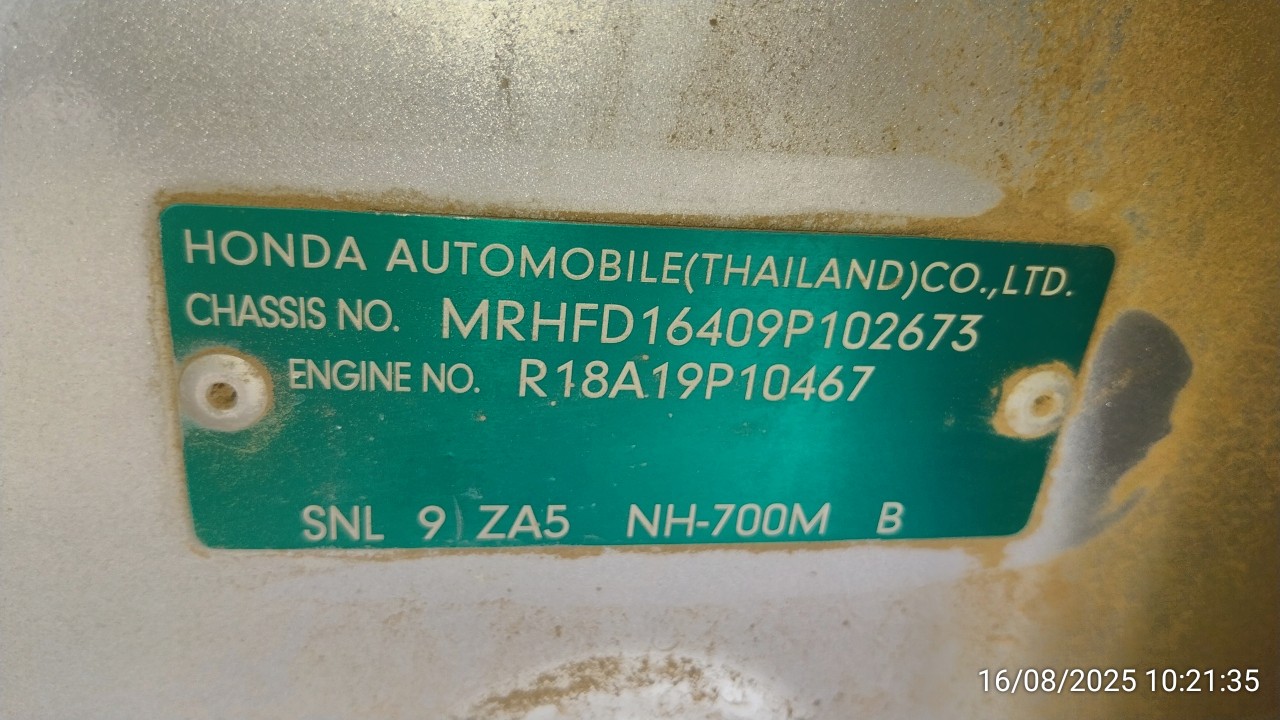 HONDA AUTOMOBILE(THAILAND)CO.,LTD.
CHASSIS NO. MRHFD16409P102673
ENGINE NO. R18A19P10467
SNL 9 ZA5 NH-700M B
16/08/2025 10:21:35